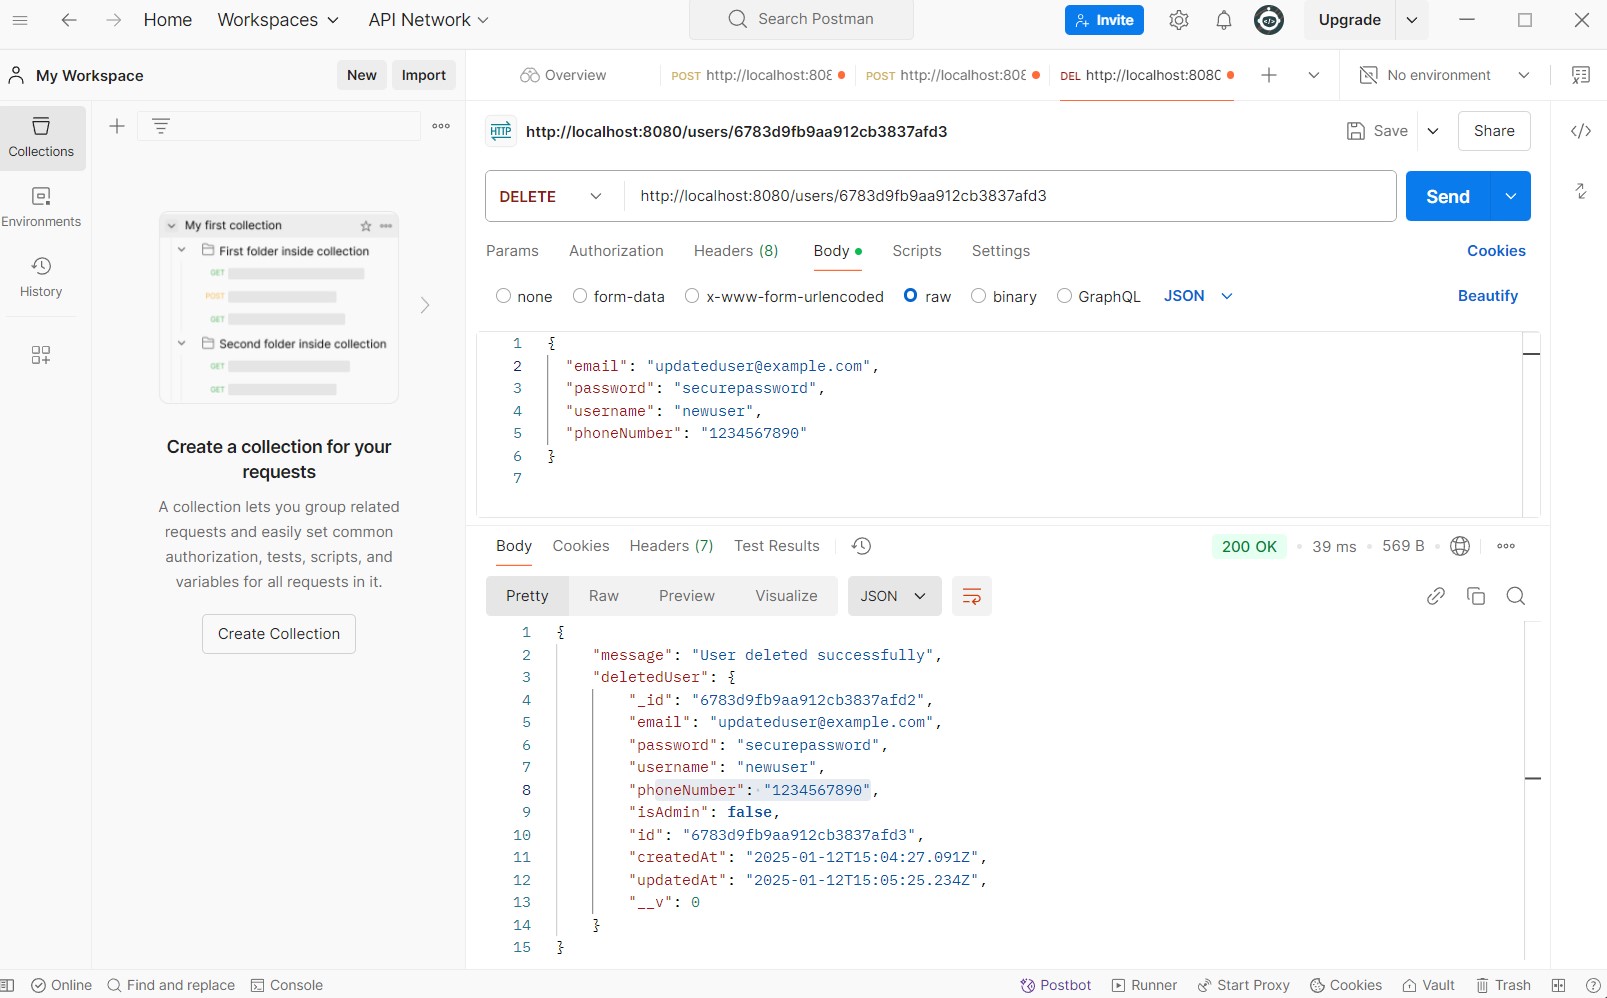 Home Workspaces API Network Search Postman Invite Upgrade
My Workspace New Import Overview POST http://localhost:808 POST http://localhost:808 DEL http://localhost:8080 No environment
Collections
Environments
History
My first collection
First folder inside collection
GET
POST
GET
Second folder inside collection
GET
GET
Create a collection for your
requests
A collection lets you group related
requests and easily set common
authorization, tests, scripts, and
variables for all requests in it.
Create Collection
HTTP http://localhost:8080/users/6783d9fb9aa912cb3837afd3 Save Share
DELETE http://localhost:8080/users/6783d9fb9aa912cb3837afd3 Send
Params Authorization Headers (8) Body Scripts Settings Cookies
none form-data x-www-form-urlencoded raw binary GraphQL JSON Beautify
1 {
2 "email": "updateduser@example.com",
3 "password": "securepassword",
4 "username": "newuser",
5 "phoneNumber": "1234567890"
6 }
7
Body Cookies Headers (7) Test Results 200 OK • 39 ms • 569 B •
Pretty Raw Preview Visualize JSON
1 {
2 "message": "User deleted successfully",
3 "deletedUser": {
4 "_id": "6783d9fb9aa912cb3837afd2",
5 "email": "updateduser@example.com",
6 "password": "securepassword",
7 "username": "newuser",
8 "phoneNumber": "1234567890",
9 "isAdmin": false,
10 "id": "6783d9fb9aa912cb3837afd3",
11 "createdAt": "2025-01-12T15:04:27.091Z",
12 "updatedAt": "2025-01-12T15:05:25.234Z",
13 "__v": 0
14 }
15 }
Online Find and replace Console Postbot Runner Start Proxy Cookies Vault Trash